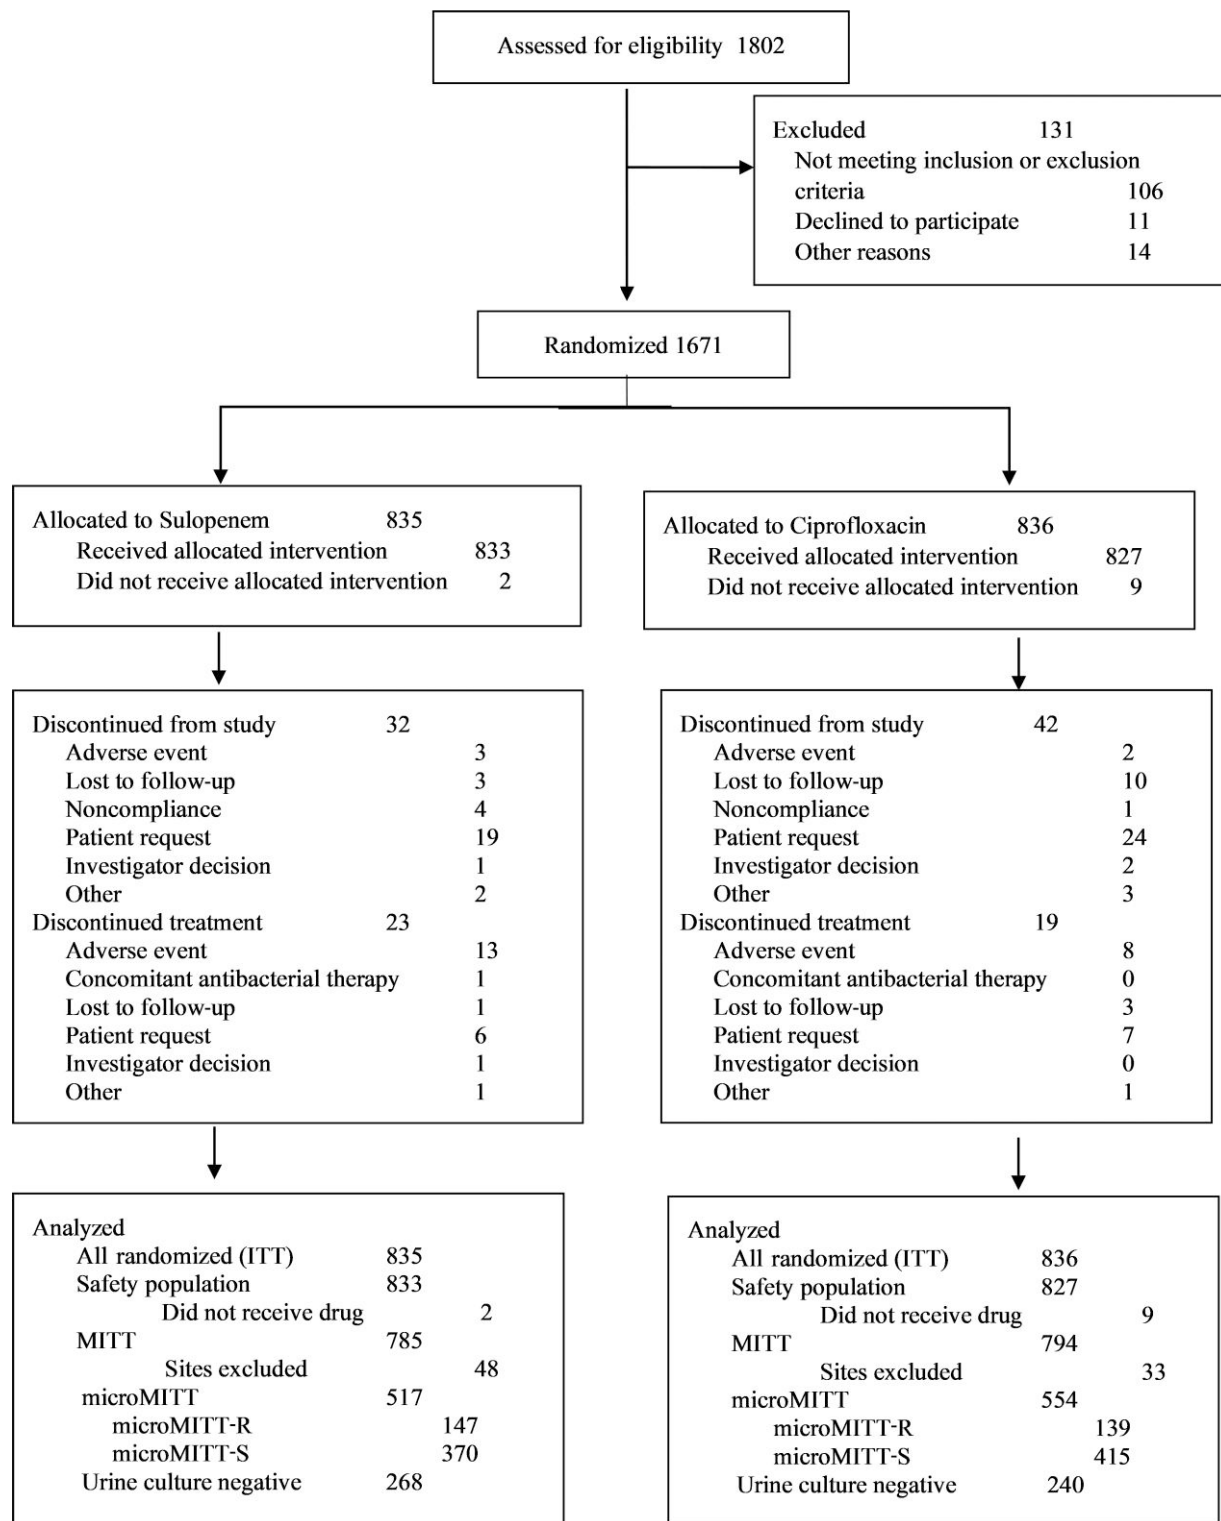 Assessed for eligibility 1802
Excluded 131
Not meeting inclusion or exclusion
criteria 106
Declined to participate 11
Other reasons 14
Randomized 1671
Allocated to Sulopenem 835
Received allocated intervention 833
Did not receive allocated intervention 2
Allocated to Ciprofloxacin 836
Received allocated intervention 827
Did not receive allocated intervention 9
Discontinued from study 32
Adverse event 3
Lost to follow-up 3
Noncompliance 4
Patient request 19
Investigator decision 1
Other 2
Discontinued treatment 23
Adverse event 13
Concomitant antibacterial therapy 1
Lost to follow-up 1
Patient request 6
Investigator decision 1
Other 1
Discontinued from study 42
Adverse event 2
Lost to follow-up 10
Noncompliance 1
Patient request 24
Investigator decision 2
Other 3
Discontinued treatment 19
Adverse event 8
Concomitant antibacterial therapy 0
Lost to follow-up 3
Patient request 7
Investigator decision 0
Other 1
Analyzed
All randomized (ITT) 835
Safety population 833
Did not receive drug 2
MITT 785
Sites excluded 48
microMITT 517
microMITT-R 147
microMITT-S 370
Urine culture negative 268
Analyzed
All randomized (ITT) 836
Safety population 827
Did not receive drug 9
MITT 794
Sites excluded 33
microMITT 554
microMITT-R 139
microMITT-S 415
Urine culture negative 240